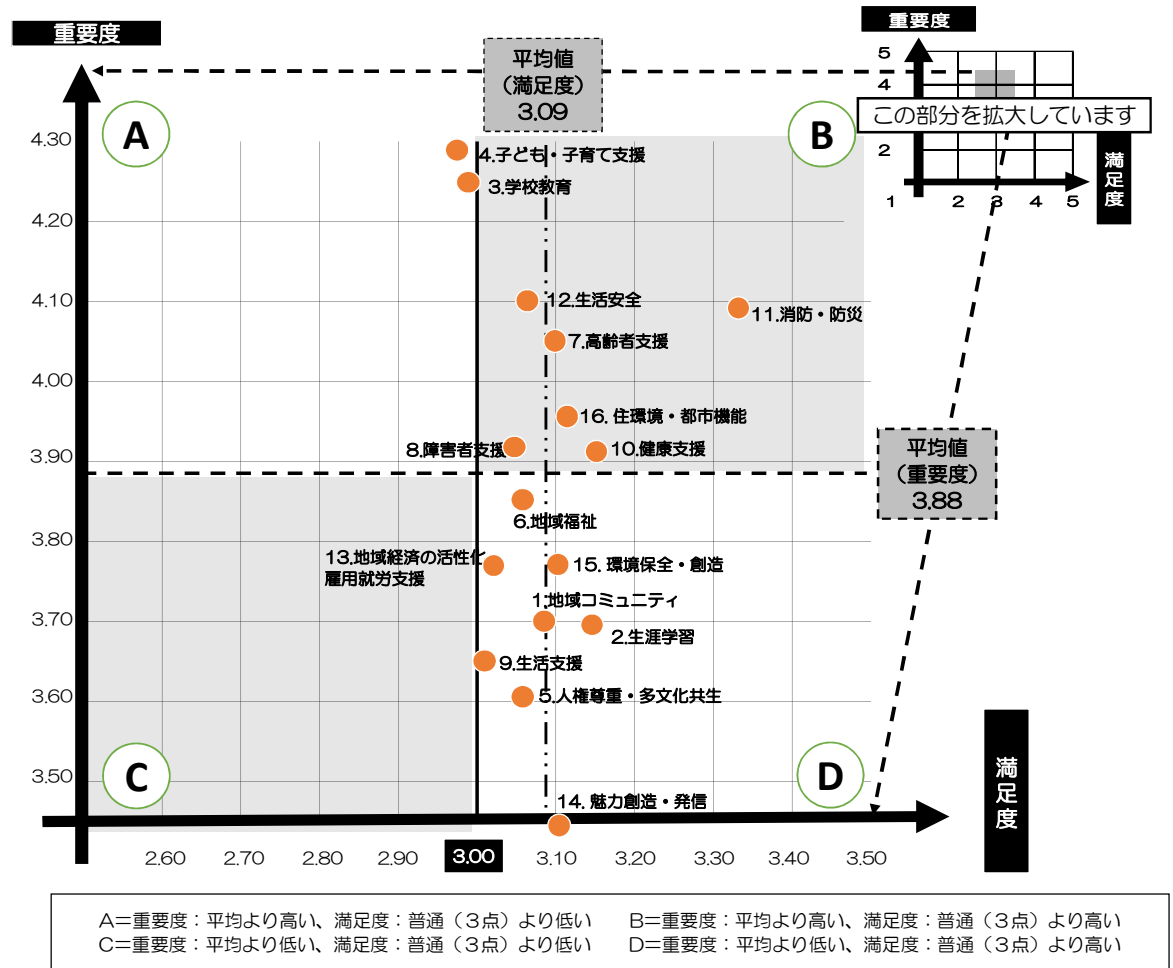 重要度
重要度
平均値
（満足度）
3.09
5
4
この部分を拡大しています
2
1
2
3
4
5
満足度
A
B
4.30
4.子ども・子育て支援
3.学校教育
4.20
4.10
12.生活安全
11.消防・防災
7.高齢者支援
4.00
16. 住環境・都市機能
8.障害者支援
10.健康支援
3.90
平均値
（重要度）
3.88
6.地域福祉
3.80
13.地域経済の活性化
雇用就労支援
15. 環境保全・創造
1.地域コミュニティ
3.70
2.生涯学習
9.生活支援
3.60
5.人権尊重・多文化共生
C
D
3.50
14. 魅力創造・発信
満足度
2.60
2.70
2.80
2.90
3.00
3.10
3.20
3.30
3.40
3.50
A=重要度：平均より高い、満足度：普通（３点）より低い B=重要度：平均より高い、満足度：普通（３点）より高い
C=重要度：平均より低い、満足度：普通（３点）より低い D=重要度：平均より低い、満足度：普通（３点）より高い